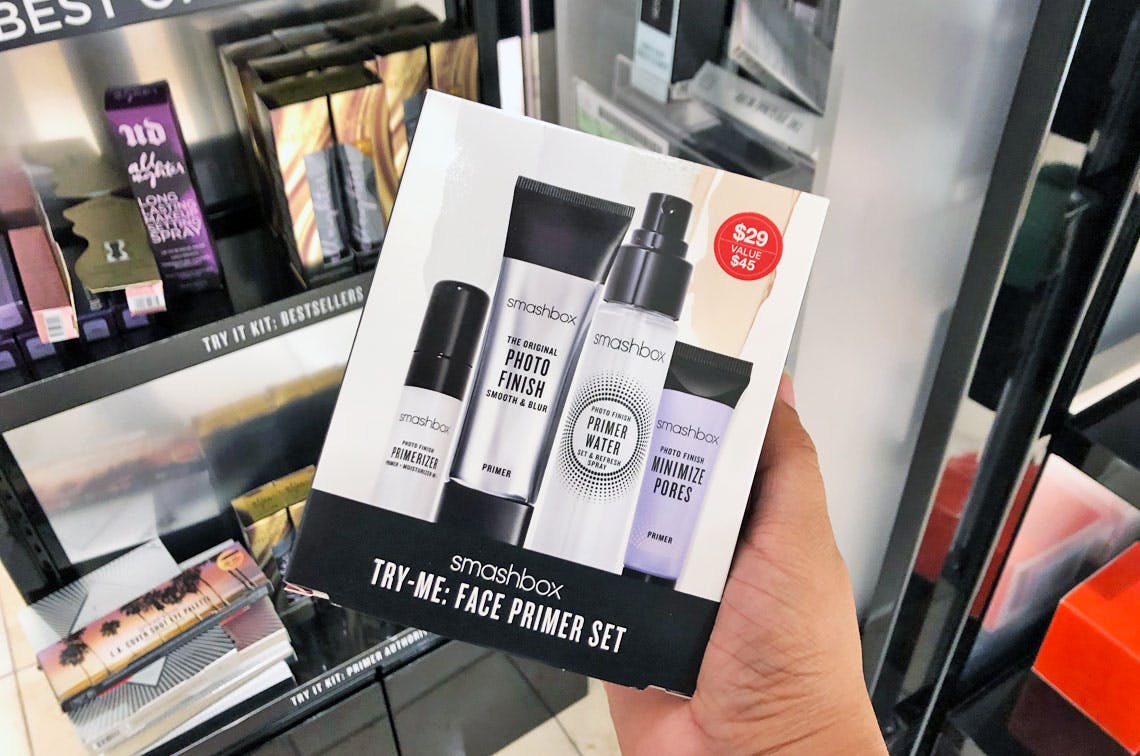 BEST OF
UD
all
nighter
LONG
LASTING
MAKEUP
SETTING
SPRAY
TRY IT KIT: BESTSELLERS
$29
VALUE
$45
smashbox
THE ORIGINAL
PHOTO
FINISH
SMOOTH & BLUR
PRIMER
smashbox
PHOTO FINISH
PRIMER
WATER
SET & REFRESH
SPRAY
smashbox
PHOTO FINISH
PRIMERIZER
PRIMER + MOISTURIZER IN
smashbox
PHOTO FINISH
MINIMIZE
PORES
PRIMER
smashbox
TRY-ME: FACE PRIMER SET
L.A. COVER SHOT EYE PALETTE
TRY IT KIT: PRIMER